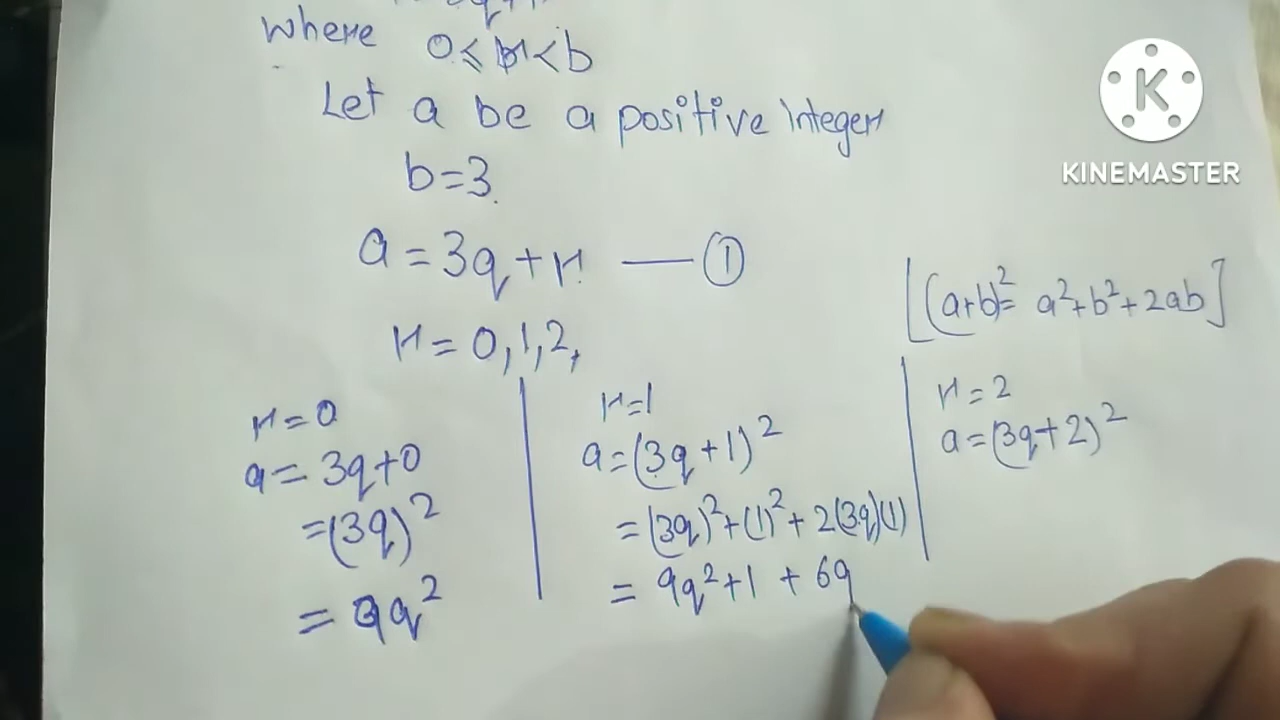 Where 0≤r<b
Let a be a positive Integer
b=3.
a=3q+r —①
r=0,1,2,
[(a+b)²= a²+b²+2ab]
r=0
a=3q+0
=(3q)²
=9q²
r=1
a=(3q+1)²
=(3q)²+(1)²+2(3q)(1)
= 9q²+1 +6q
r=2
a=(3q+2)²
K
KINEMASTER